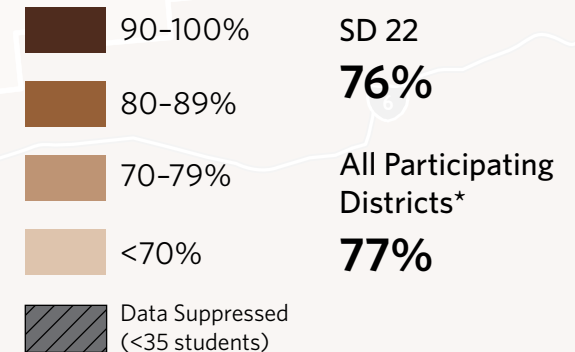 90–100%
80–89%
70–79%
<70%
Data Suppressed
(<35 students)
SD 22
76%
All Participating
Districts*
77%